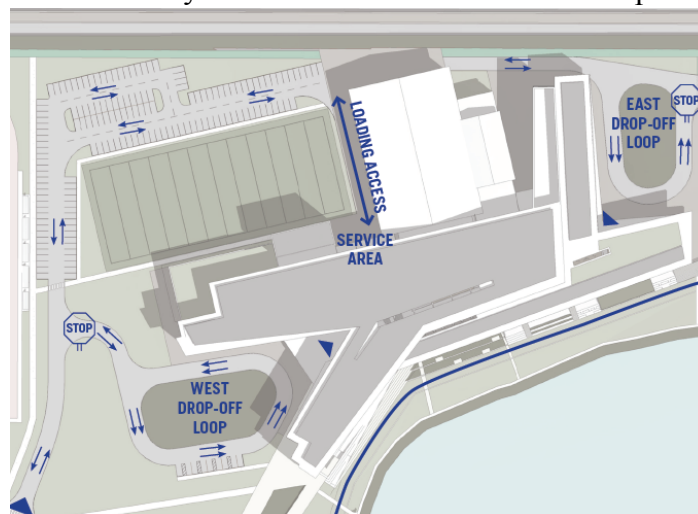 STOP
EAST
DROP-OFF
LOOP
LOADING ACCESS
SERVICE
AREA
STOP
WEST
DROP-OFF
LOOP